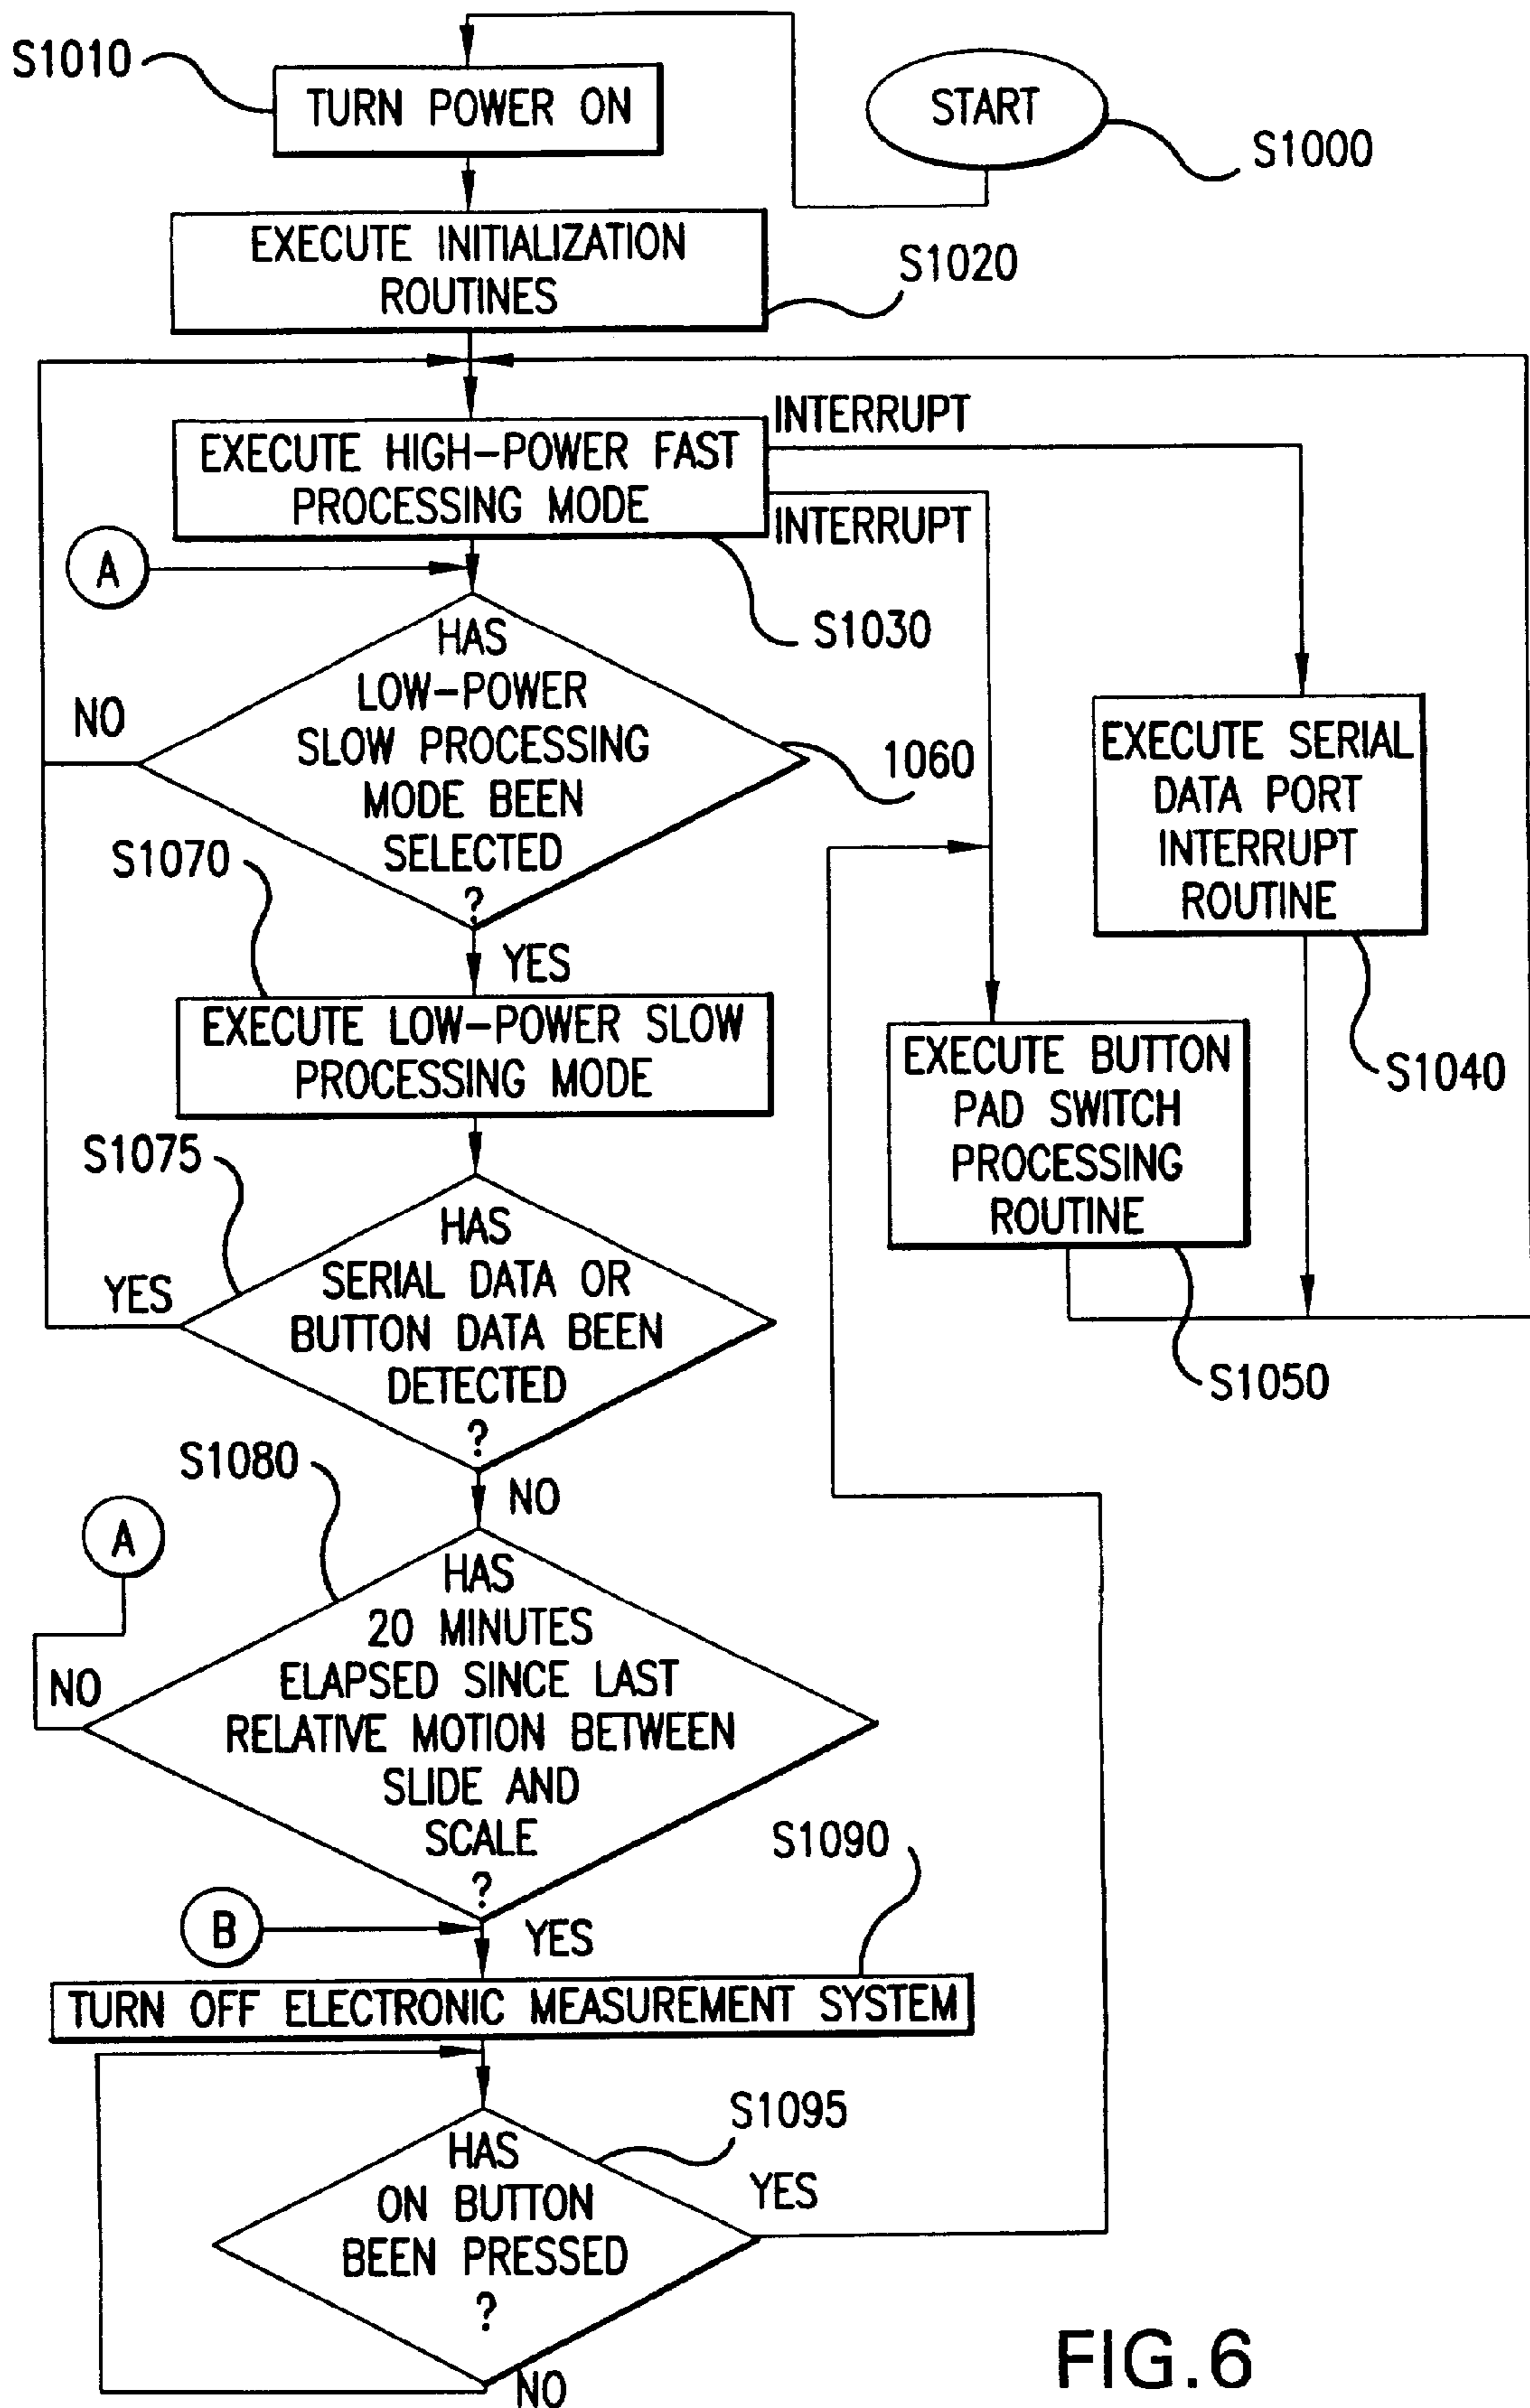 S1010
TURN POWER ON
START
S1000
EXECUTE INITIALIZATION
ROUTINES
S1020
EXECUTE HIGH-POWER FAST
PROCESSING MODE
INTERRUPT
INTERRUPT
A
S1030
HAS
LOW-POWER
SLOW PROCESSING
MODE BEEN
SELECTED
?
NO
1060
EXECUTE SERIAL
DATA PORT
INTERRUPT
ROUTINE
S1040
S1070
YES
EXECUTE LOW-POWER SLOW
PROCESSING MODE
EXECUTE BUTTON
PAD SWITCH
PROCESSING
ROUTINE
S1050
S1075
HAS
SERIAL DATA OR
BUTTON DATA BEEN
DETECTED
?
YES
S1080
NO
A
HAS
20 MINUTES
ELAPSED SINCE LAST
RELATIVE MOTION BETWEEN
SLIDE AND
SCALE
?
NO
S1090
B
YES
TURN OFF ELECTRONIC MEASUREMENT SYSTEM
S1095
HAS
ON BUTTON
BEEN PRESSED
?
YES
NO
FIG.6